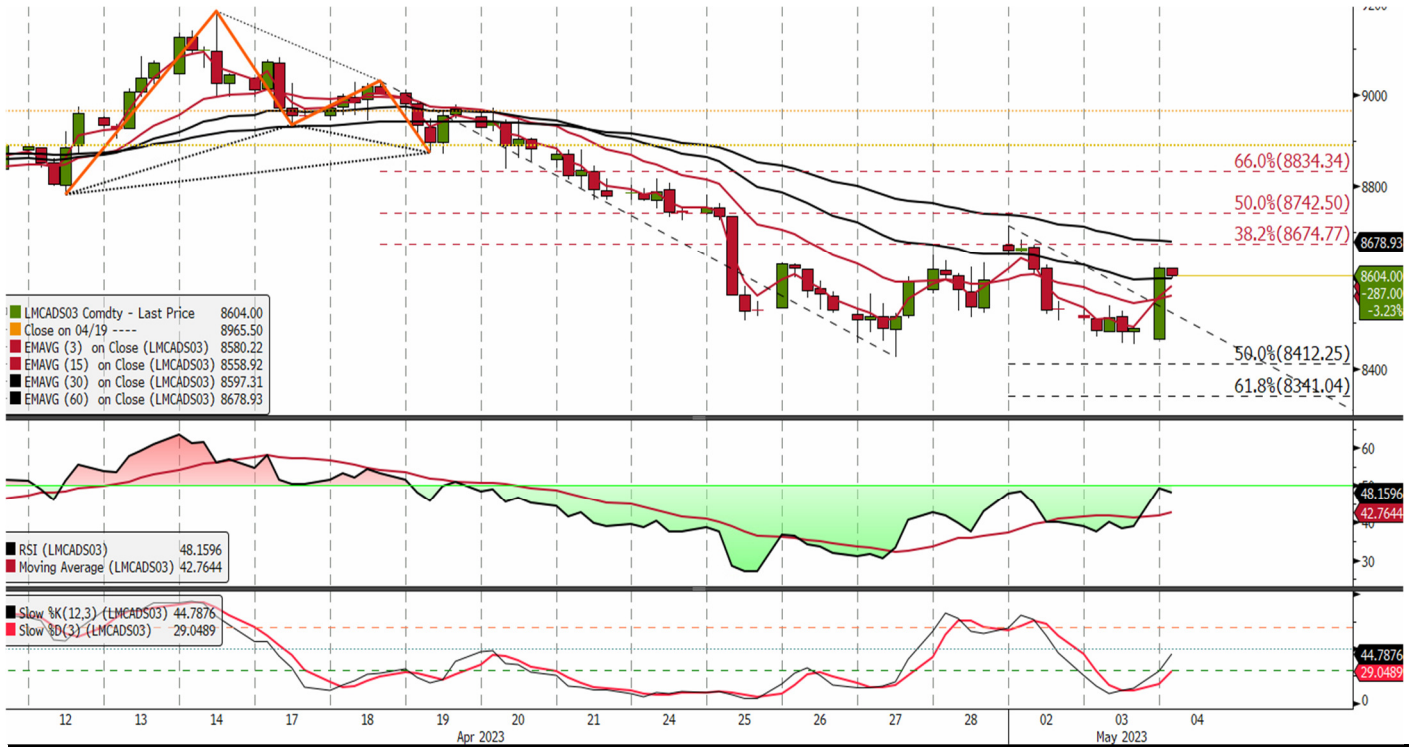 9200
9000
66.0%(8834.34)
8800
50.0%(8742.50)
38.2%(8674.77)
8678.93
8604.00
-287.00
-3.23%
LMCADS03 Comdty - Last Price 8604.00
Close on 04/19 ---- 8965.50
EMAVG (3) on Close (LMCADS03) 8580.22
EMAVG (15) on Close (LMCADS03) 8558.92
EMAVG (30) on Close (LMCADS03) 8597.31
EMAVG (60) on Close (LMCADS03) 8678.93
50.0%(8412.25)
8400
61.8%(8341.04)
60
50
48.1596
42.7644
40
30
RSI (LMCADS03) 48.1596
Moving Average (LMCADS03) 42.7644
Slow %K(12,3) (LMCADS03) 44.7876
Slow %D(3) (LMCADS03) 29.0489
44.7876
29.0489
0
12 13 14 17 18 19 20 21 24 25 26 27 28 02 03 04
Apr 2023 May 2023